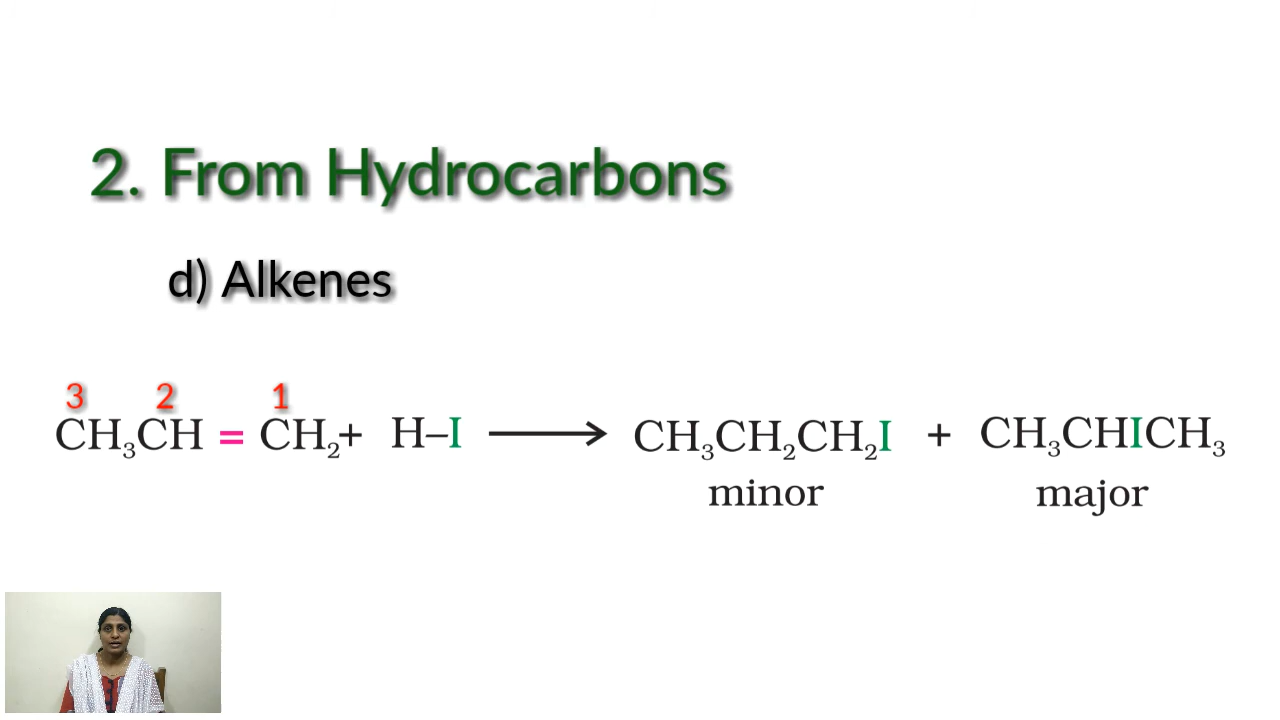 2. From Hydrocarbons
d) Alkenes
3 2 1
CH₃CH = CH₂ + H–I ⟶ CH₃CH₂CH₂I + CH₃CHICH₃
minor major